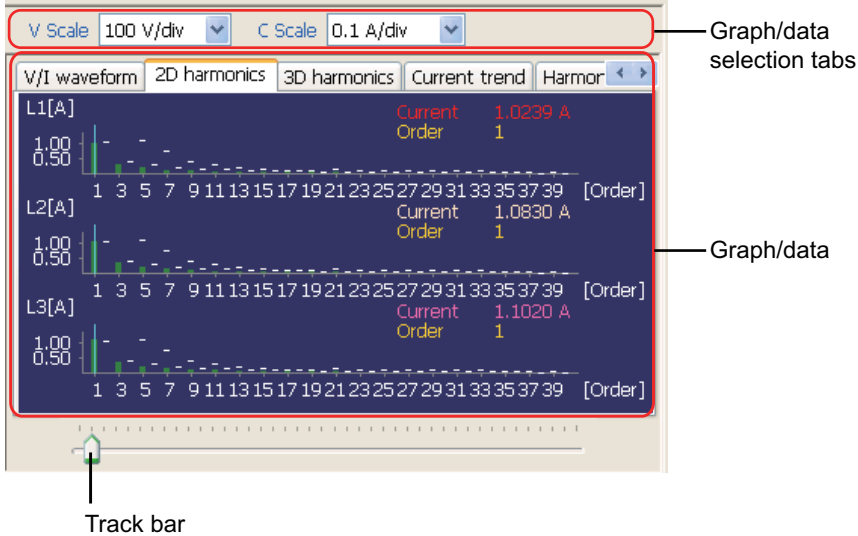 V Scale 100 V/div C Scale 0.1 A/div
Graph/data
selection tabs
V/I waveform 2D harmonics 3D harmonics Current trend Harmor
L1[A]
Current 1.0239 A
Order 1
1.00
0.50
1 3 5 7 9 11 13 15 17 19 21 23 25 27 29 31 33 35 37 39 [Order]
L2[A]
Current 1.0830 A
Order 1
1.00
0.50
Graph/data
1 3 5 7 9 11 13 15 17 19 21 23 25 27 29 31 33 35 37 39 [Order]
L3[A]
Current 1.1020 A
Order 1
1.00
0.50
1 3 5 7 9 11 13 15 17 19 21 23 25 27 29 31 33 35 37 39 [Order]
Track bar